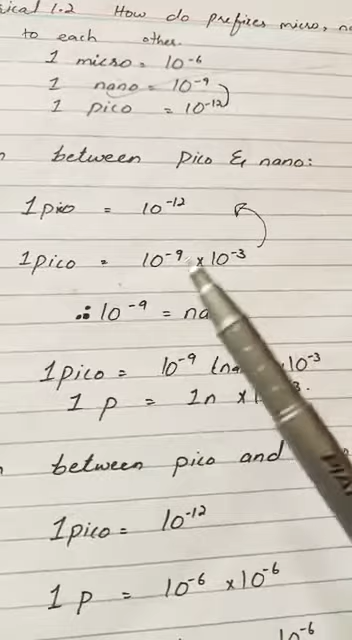 ical 1.2 How do prefixes micro, na
to each other.
1 micro = 10⁻⁶
1 nano = 10⁻⁹
1 pico = 10⁻¹²
n between pico & nano:
1 pico = 10⁻¹²
1 pico = 10⁻⁹ × 10⁻³
∴ 10⁻⁹ = na
1 pico = 10⁻⁹ (na 10⁻³
1 p = 1n ×
n between pico and
1 pico = 10⁻¹²
1 p = 10⁻⁶ × 10⁻⁶
10⁻⁶